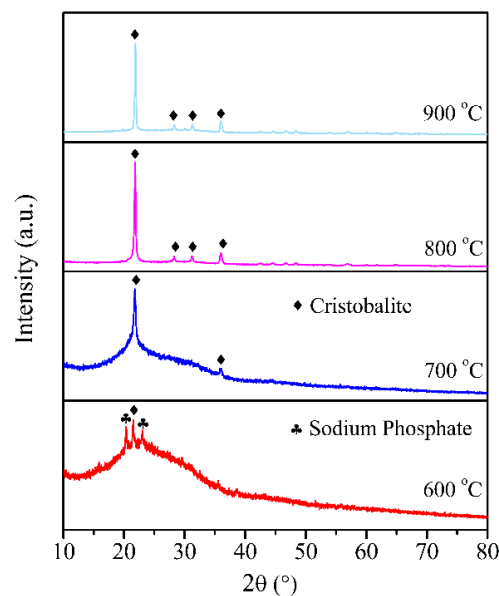 Intensity (a.u.)
♦
♦ ♦ ♦
900 °C
♦
♦ ♦ ♦
800 °C
♦
♦ Cristobalite
♦
700 °C
♣ ♦ ♣
♣ Sodium Phosphate
600 °C
10 20 30 40 50 60 70 80
2θ (°)